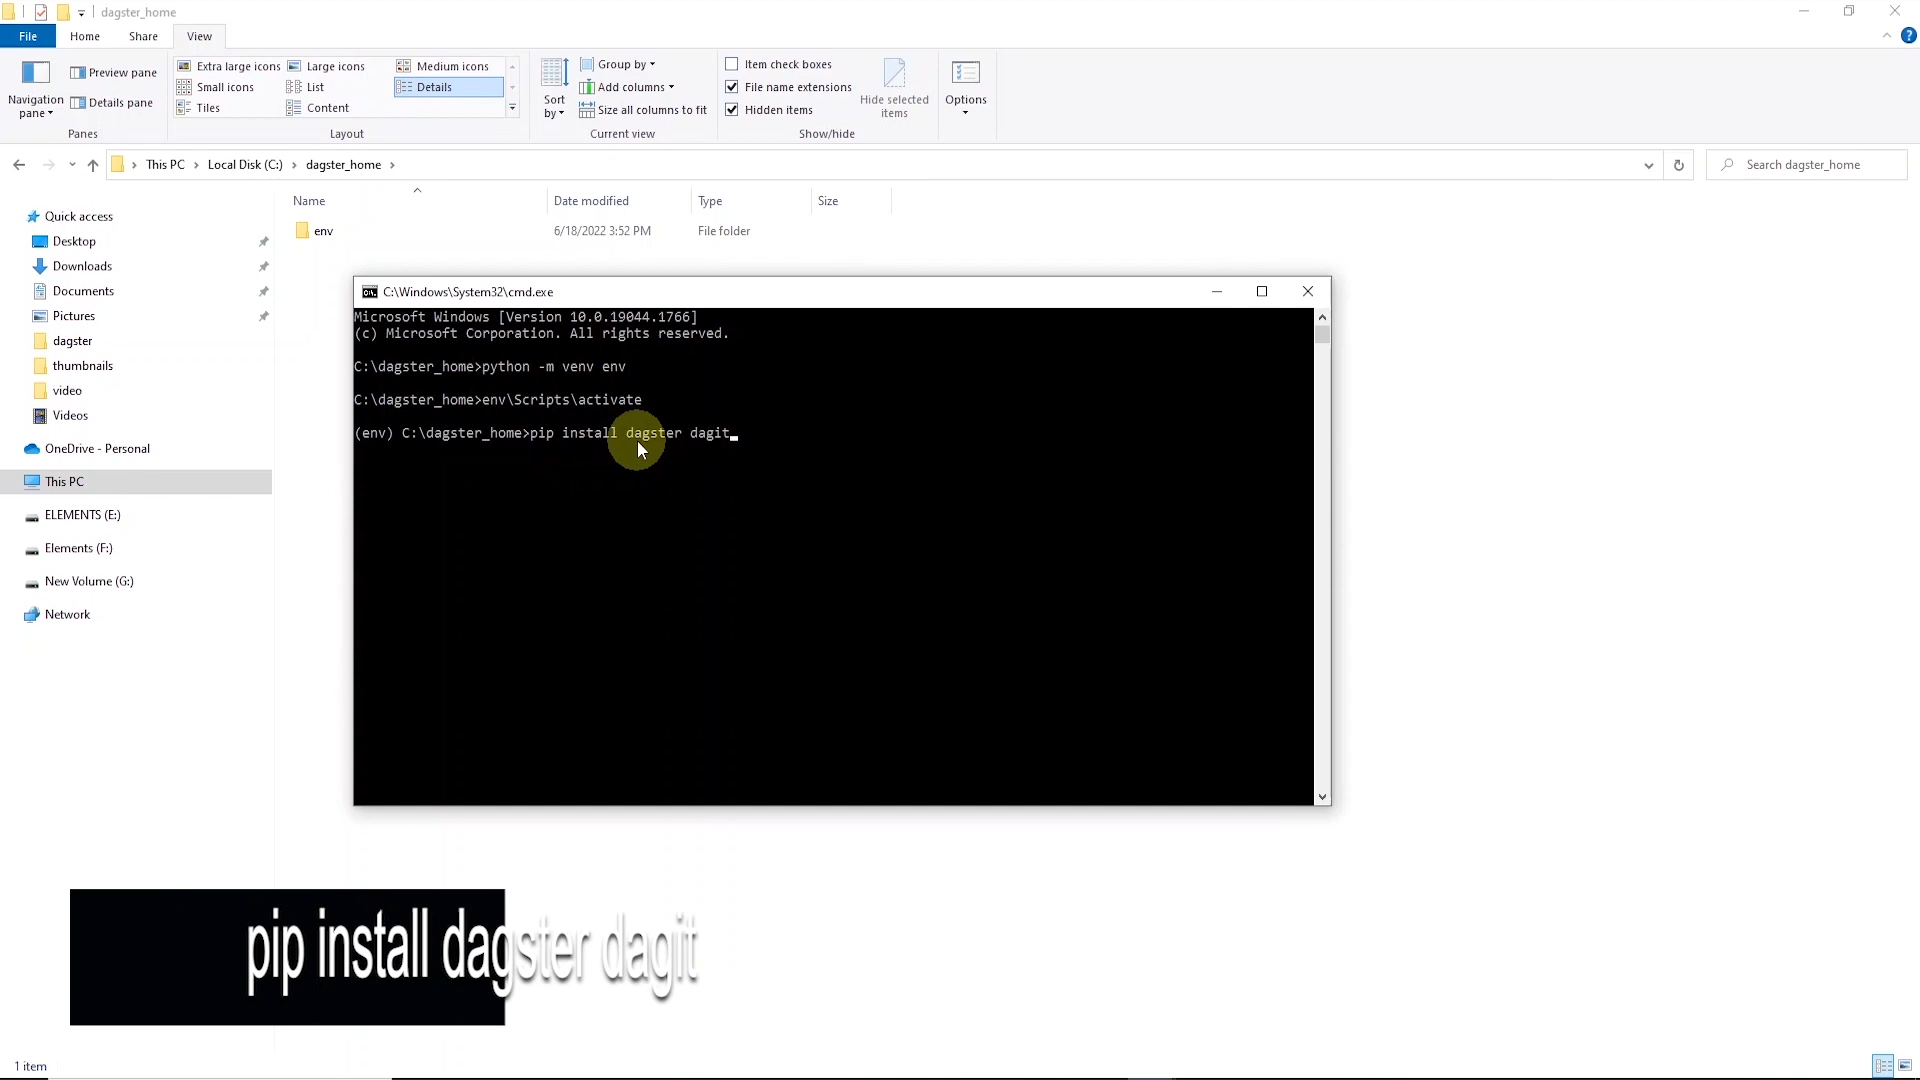 dagster_home
File
Home
Share
View
Navigation pane
Preview pane
Details pane
Panes
Extra large icons
Large icons
Medium icons
Small icons
List
Details
Tiles
Content
Layout
Sort by
Group by
Add columns
Size all columns to fit
Current view
Item check boxes
File name extensions
Hidden items
Hide selected items
Show/hide
Options
This PC
Local Disk (C:)
dagster_home
Search dagster_home
Name
Date modified
Type
Size
env
6/18/2022 3:52 PM
File folder
Quick access
Desktop
Downloads
Documents
Pictures
dagster
thumbnails
video
Videos
OneDrive - Personal
This PC
ELEMENTS (E:)
Elements (F:)
New Volume (G:)
Network
C:\Windows\System32\cmd.exe
Microsoft Windows [Version 10.0.19044.1766]
(c) Microsoft Corporation. All rights reserved.
C:\dagster_home>python -m venv env
C:\dagster_home>env\Scripts\activate
(env) C:\dagster_home>pip install dagster dagit
pip install dagster dagit
1 item